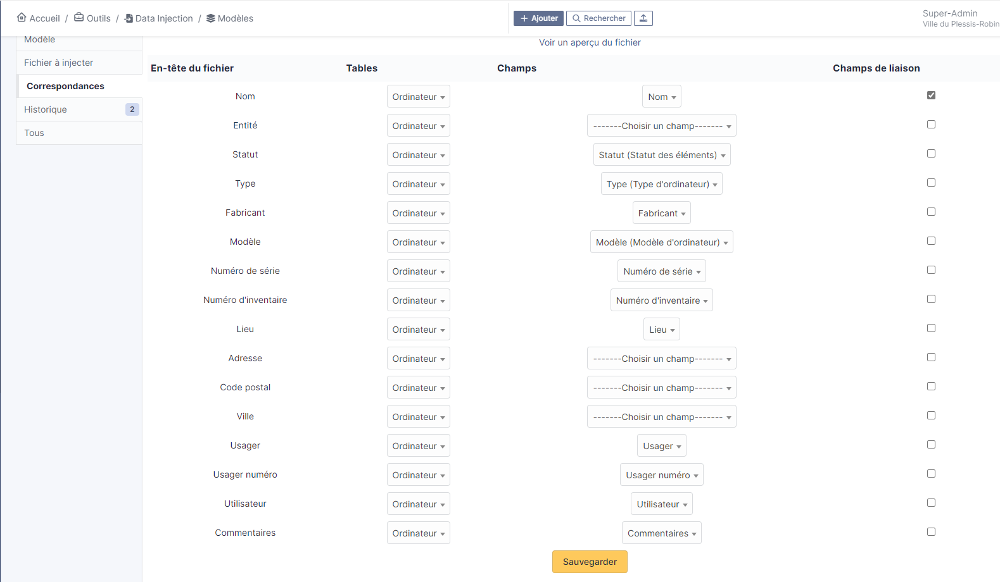 Accueil / Outils / Data Injection / Modèles
Ajouter
Rechercher
Super-Admin
Ville du Plessis-Robin
Modèle
Fichier à injecter
Correspondances
Historique 2
Tous
Voir un aperçu du fichier
En-tête du fichier Tables Champs Champs de liaison
Nom Ordinateur Nom
Entité Ordinateur -------Choisir un champ-------
Statut Ordinateur Statut (Statut des éléments)
Type Ordinateur Type (Type d'ordinateur)
Fabricant Ordinateur Fabricant
Modèle Ordinateur Modèle (Modèle d'ordinateur)
Numéro de série Ordinateur Numéro de série
Numéro d'inventaire Ordinateur Numéro d'inventaire
Lieu Ordinateur Lieu
Adresse Ordinateur -------Choisir un champ-------
Code postal Ordinateur -------Choisir un champ-------
Ville Ordinateur -------Choisir un champ-------
Usager Ordinateur Usager
Usager numéro Ordinateur Usager numéro
Utilisateur Ordinateur Utilisateur
Commentaires Ordinateur Commentaires
Sauvegarder